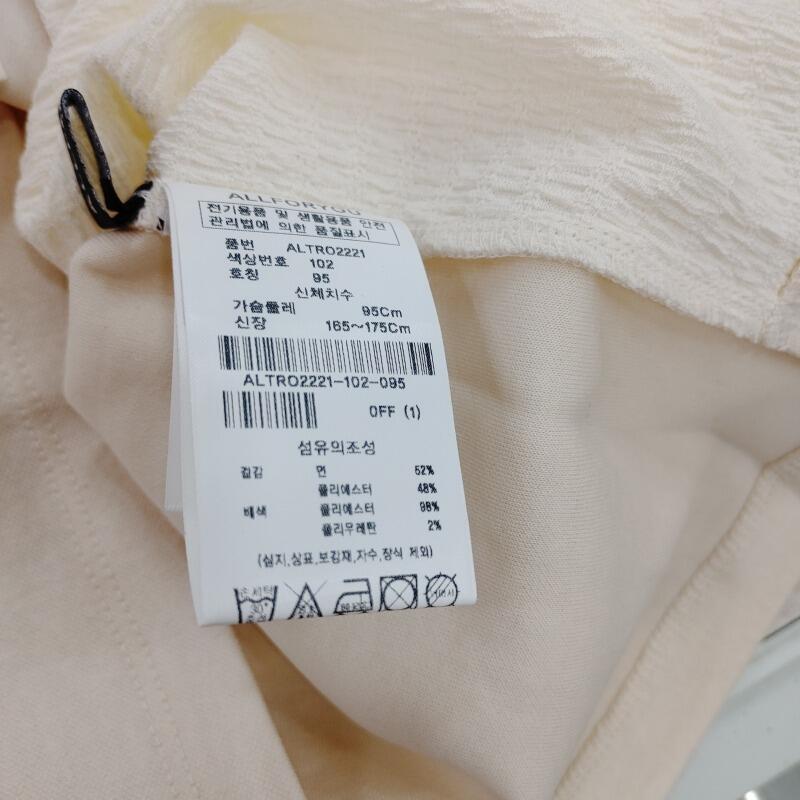 ALLFORYOU
전기용품 및 생활용품 안전
관리법에 의한 품질표시
품번 ALTRO2221
색상번호 102
호칭 95
신체치수
가슴둘레 95Cm
신장 165~175Cm
ALTRO2221-102-095
OFF (1)
섬유의조성
겉감 면 52%
폴리에스터 48%
배색 폴리에스터 98%
폴리우레탄 2%
(심지,상표,보강재,자수,장식 제외)
손세탁
30°